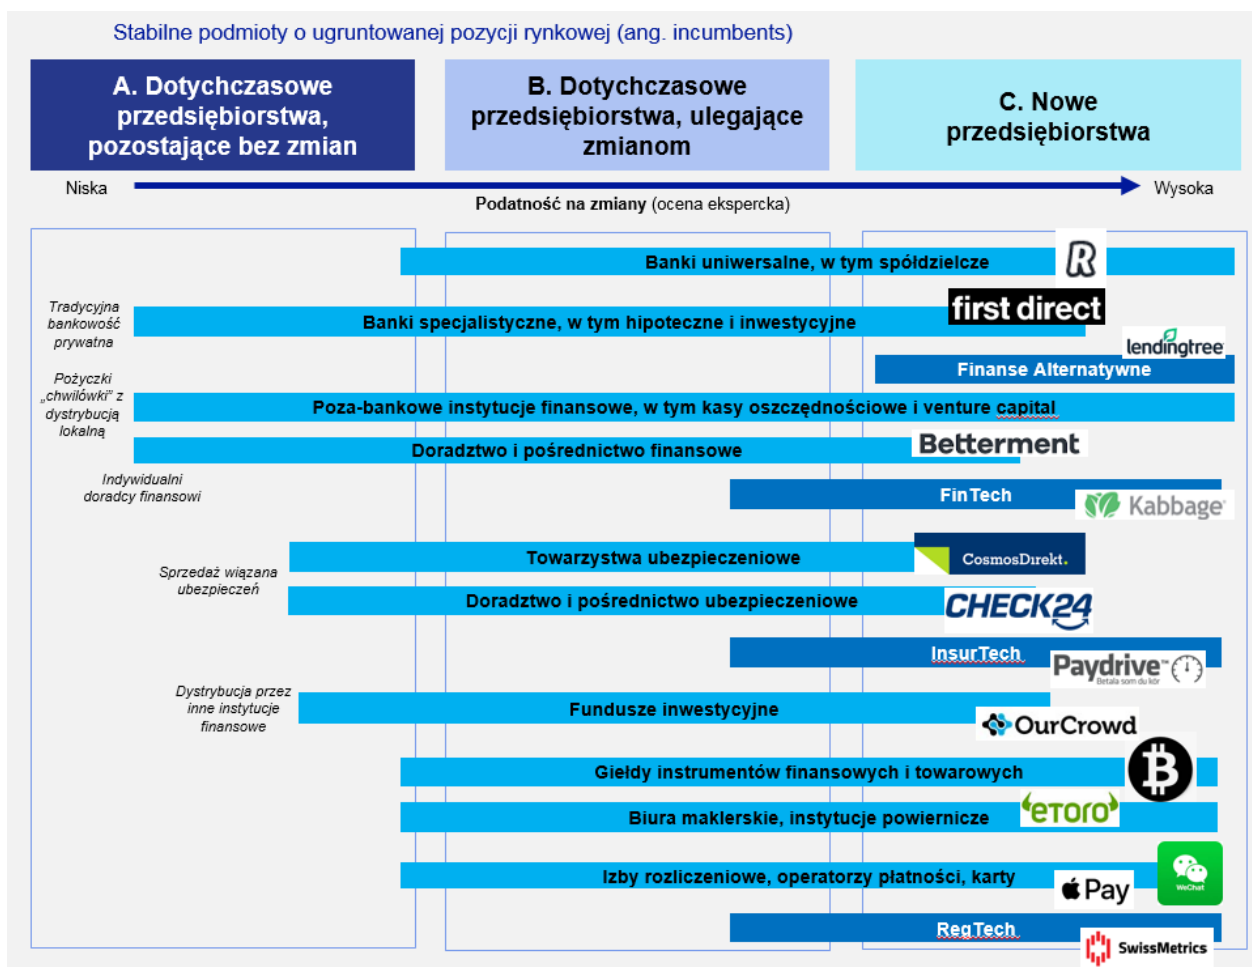 Stabilne podmioty o ugruntowanej pozycji rynkowej (ang. incumbents)
A. Dotychczasowe
przedsiębiorstwa,
pozostające bez zmian
B. Dotychczasowe
przedsiębiorstwa, ulegające
zmianom
C. Nowe
przedsiębiorstwa
Niska
Wysoka
Podatność na zmiany (ocena ekspercka)
Banki uniwersalne, w tym spółdzielcze
R
Tradycyjna
bankowość
prywatna
Banki specjalistyczne, w tym hipoteczne i inwestycyjne
first direct
lendingtree
Finanse Alternatywne
Pożyczki
„chwilówki” z
dystrybucją
lokalną
Poza-bankowe instytucje finansowe, w tym kasy oszczędnościowe i venture capital
Doradztwo i pośrednictwo finansowe
Betterment
Indywidualni
doradcy finansowi
FinTech
Kabbage
Towarzystwa ubezpieczeniowe
CosmosDirekt.
Sprzedaż wiązana
ubezpieczeń
Doradztwo i pośrednictwo ubezpieczeniowe
CHECK24
InsurTech
Paydrive™
Betala som du kör
Dystrybucja przez
inne instytucje
finansowe
Fundusze inwestycyjne
OurCrowd
Giełdy instrumentów finansowych i towarowych
Biura maklerskie, instytucje powiernicze
eToro
Izby rozliczeniowe, operatorzy płatności, karty
Pay
WeChat
RegTech
SwissMetrics